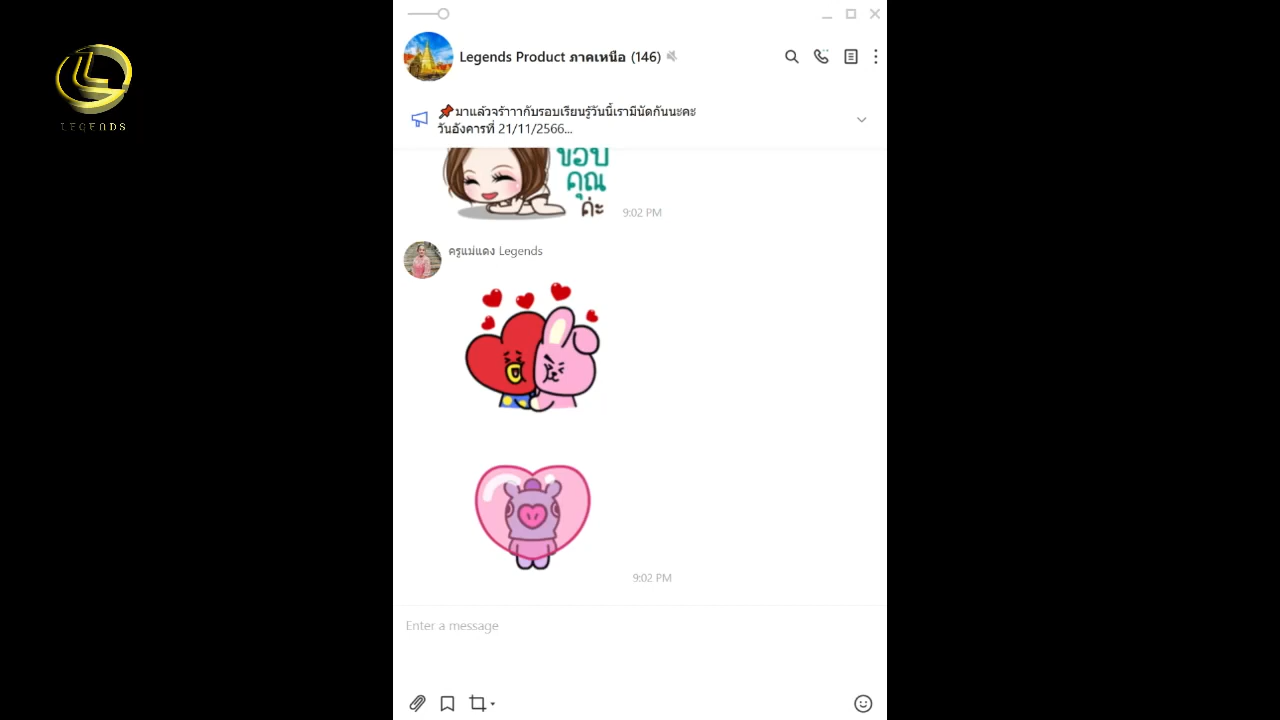 LEGENDS
Legends Product ภาคเหนือ (146)
📌มาแล้วจร้าาากับรอบเรียนรู้วันนี้เรามีนัดกันนะคะ
วันอังคารที่ 21/11/2566...
ขอบ
คุณ
ค่ะ
9:02 PM
ครูแม่แดง Legends
9:02 PM
Enter a message